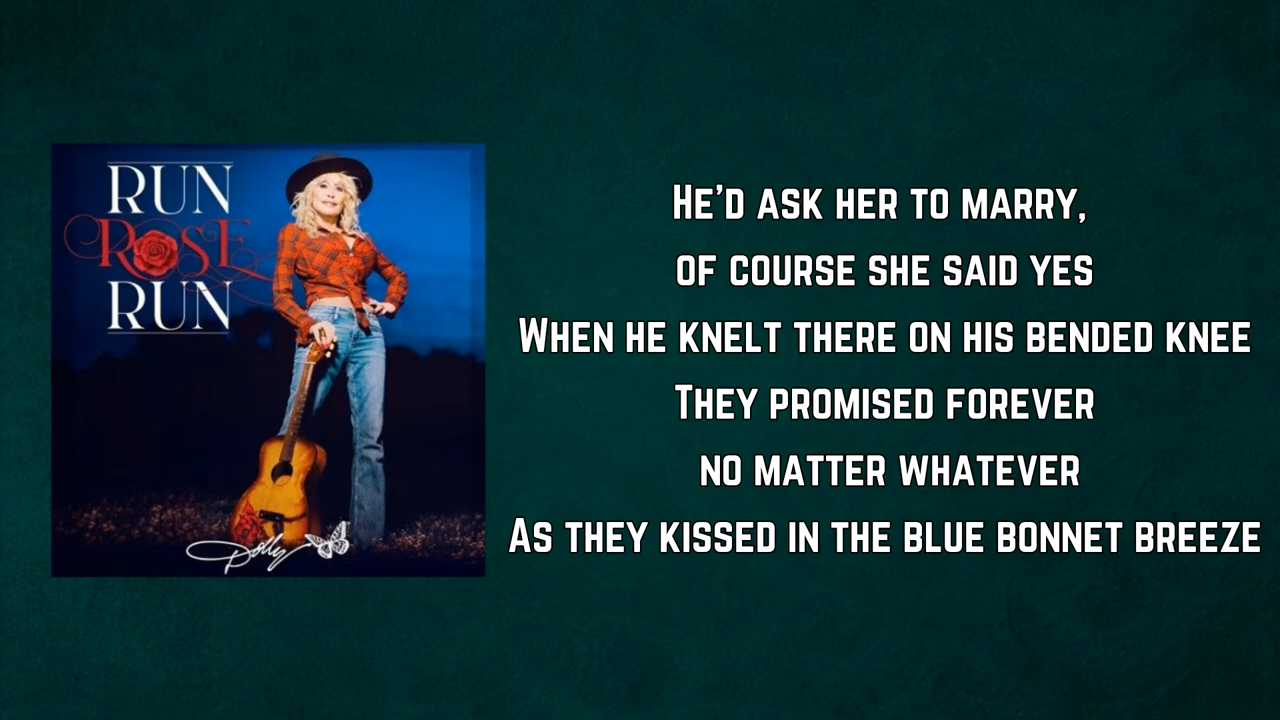 RUN
ROSE
RUN
Dolly
He'd ask her to marry,
of course she said yes
When he knelt there on his bended knee
They promised forever
no matter whatever
As they kissed in the blue bonnet breeze